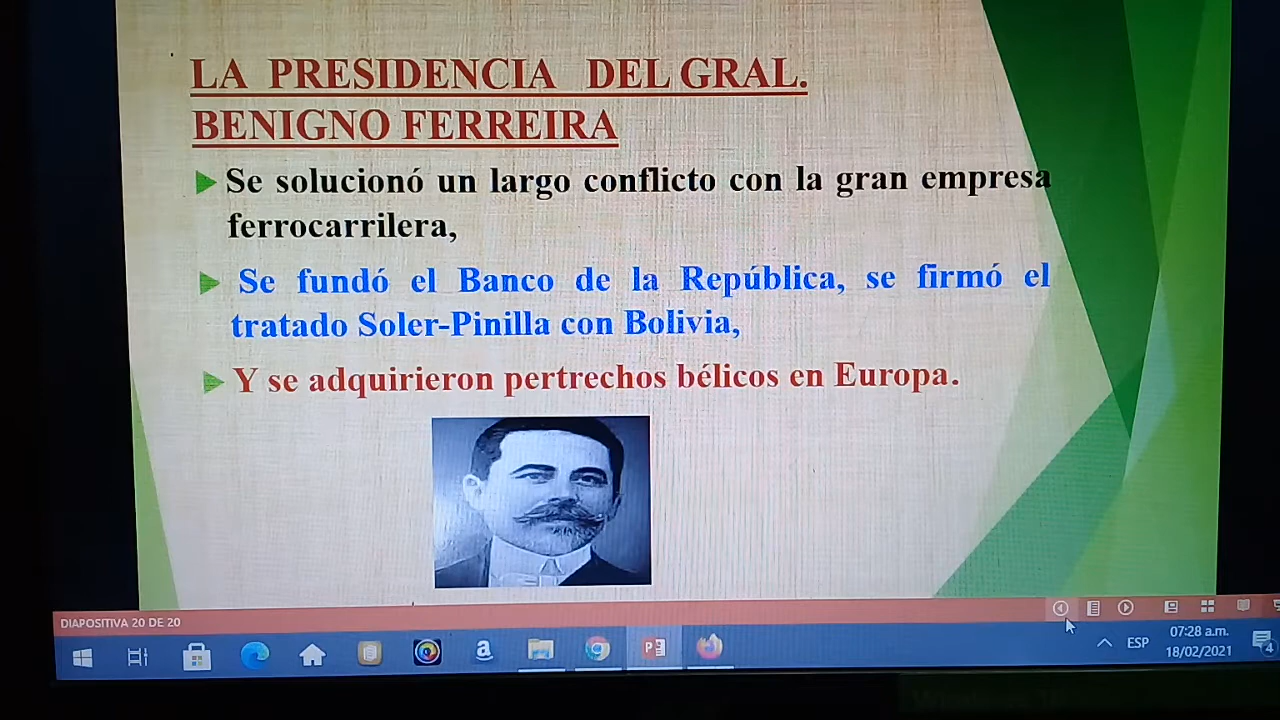 LA PRESIDENCIA DEL GRAL.
BENIGNO FERREIRA
Se solucionó un largo conflicto con la gran empresa
ferrocarrilera,
Se fundó el Banco de la República, se firmó el
tratado Soler-Pinilla con Bolivia,
Y se adquirieron pertrechos bélicos en Europa.
DIAPOSITIVA 20 DE 20
ESP
07:28 a.m.
18/02/2021
4